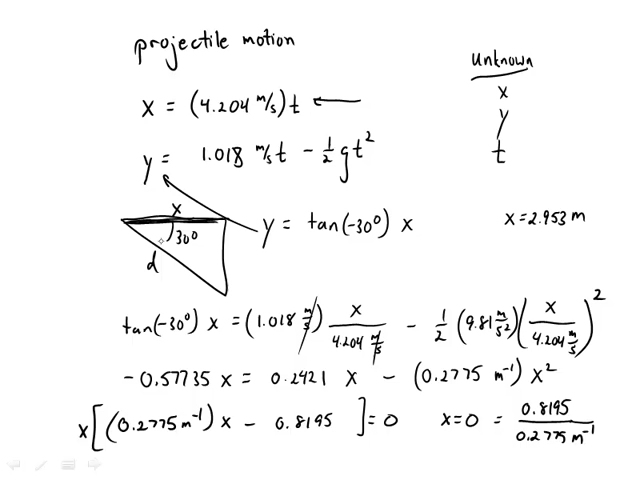 projectile motion
Unknown
x
y
t
x = (4.204 m/s)t ←
y = 1.018 m/s t - 1/2 gt²
x
30°
d
y = tan(-30°) x
x = 2.953 m
tan(-30°) x = (1.018 m/s) x/(4.204 m/s) - 1/2 (9.81 m/s²)(x/(4.204 m/s))²
-0.57735 x = 0.2421 x - (0.2775 m⁻¹) x²
x[(0.2775 m⁻¹) x - 0.8195] = 0 x=0 = 0.8195/(0.2775 m⁻¹)